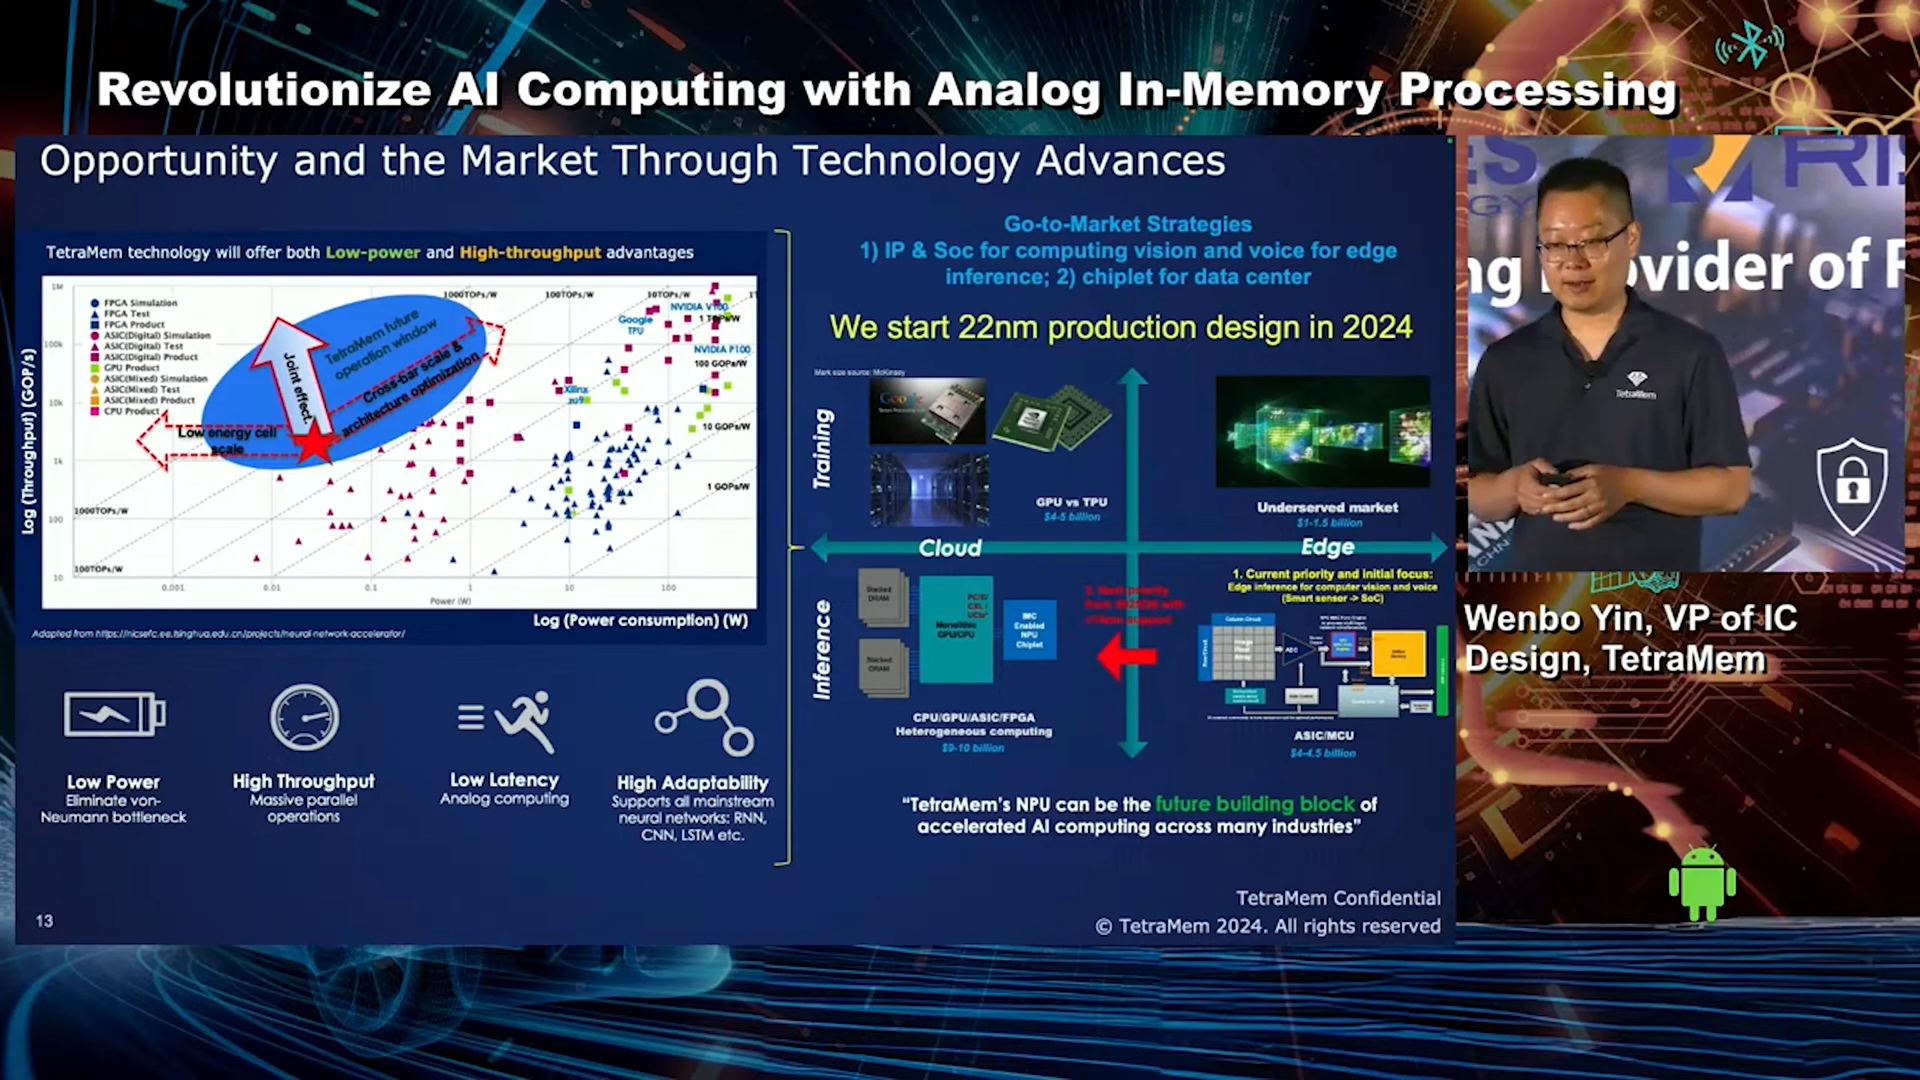 Revolutionize AI Computing with Analog In-Memory Processing
Opportunity and the Market Through Technology Advances
TetraMem technology will offer both Low-power and High-throughput advantages
Log (Throughput) (GOP/s)
1M
100k
10k
1k
100
10
FPGA Simulation
FPGA Test
FPGA Product
ASIC(Digital) Simulation
ASIC(Digital) Test
ASIC(Digital) Product
GPU Product
ASIC(Mixed) Simulation
ASIC(Mixed) Test
ASIC(Mixed) Product
CPU Product
TetraMem future
operation window
Joint effect
Cross-bar scale &
architecture optimization
Low energy cell
scale
1000TOPs/W
100TOPs/W
10TOPs/W
Google
TPU
NVIDIA V100
NVIDIA P100
100 GOPs/W
Xilinx
10 GOPs/W
1 GOPs/W
1000TOPs/W
100TOPs/W
0.001
0.01
0.1
1
10
100
Power (W)
Log (Power consumption) (W)
Adapted from https://nicsefc.ee.tsinghua.edu.cn/projects/neural-network-accelerator/
Low Power
Eliminate von-
Neumann bottleneck
High Throughput
Massive parallel
operations
Low Latency
Analog computing
High Adaptability
Supports all mainstream
neural networks: RNN,
CNN, LSTM etc.
13
Go-to-Market Strategies
1) IP & Soc for computing vision and voice for edge
inference; 2) chiplet for data center
We start 22nm production design in 2024
Mark size source: McKinsey
Training
Google
GPU vs TPU
$4-5 billion
Underserved market
$1-1.5 billion
Cloud
Edge
Inference
Stacked
DRAM
Stacked
DRAM
PCIE/
CXL /
UCIe
Monolithic
GPU/CPU
IMC
Enabled
NPU
Chiplet
CPU/GPU/ASIC/FPGA
Heterogeneous computing
$9-10 billion
1. Current priority and initial focus:
Edge inference for computer vision and voice
(Smart sensor -> SoC)
ADC
ASIC/MCU
$4-4.5 billion
“TetraMem’s NPU can be the future building block of
accelerated AI computing across many industries”
TetraMem Confidential
© TetraMem 2024. All rights reserved
ng Provider of
TetraMem
Wenbo Yin, VP of IC
Design, TetraMem